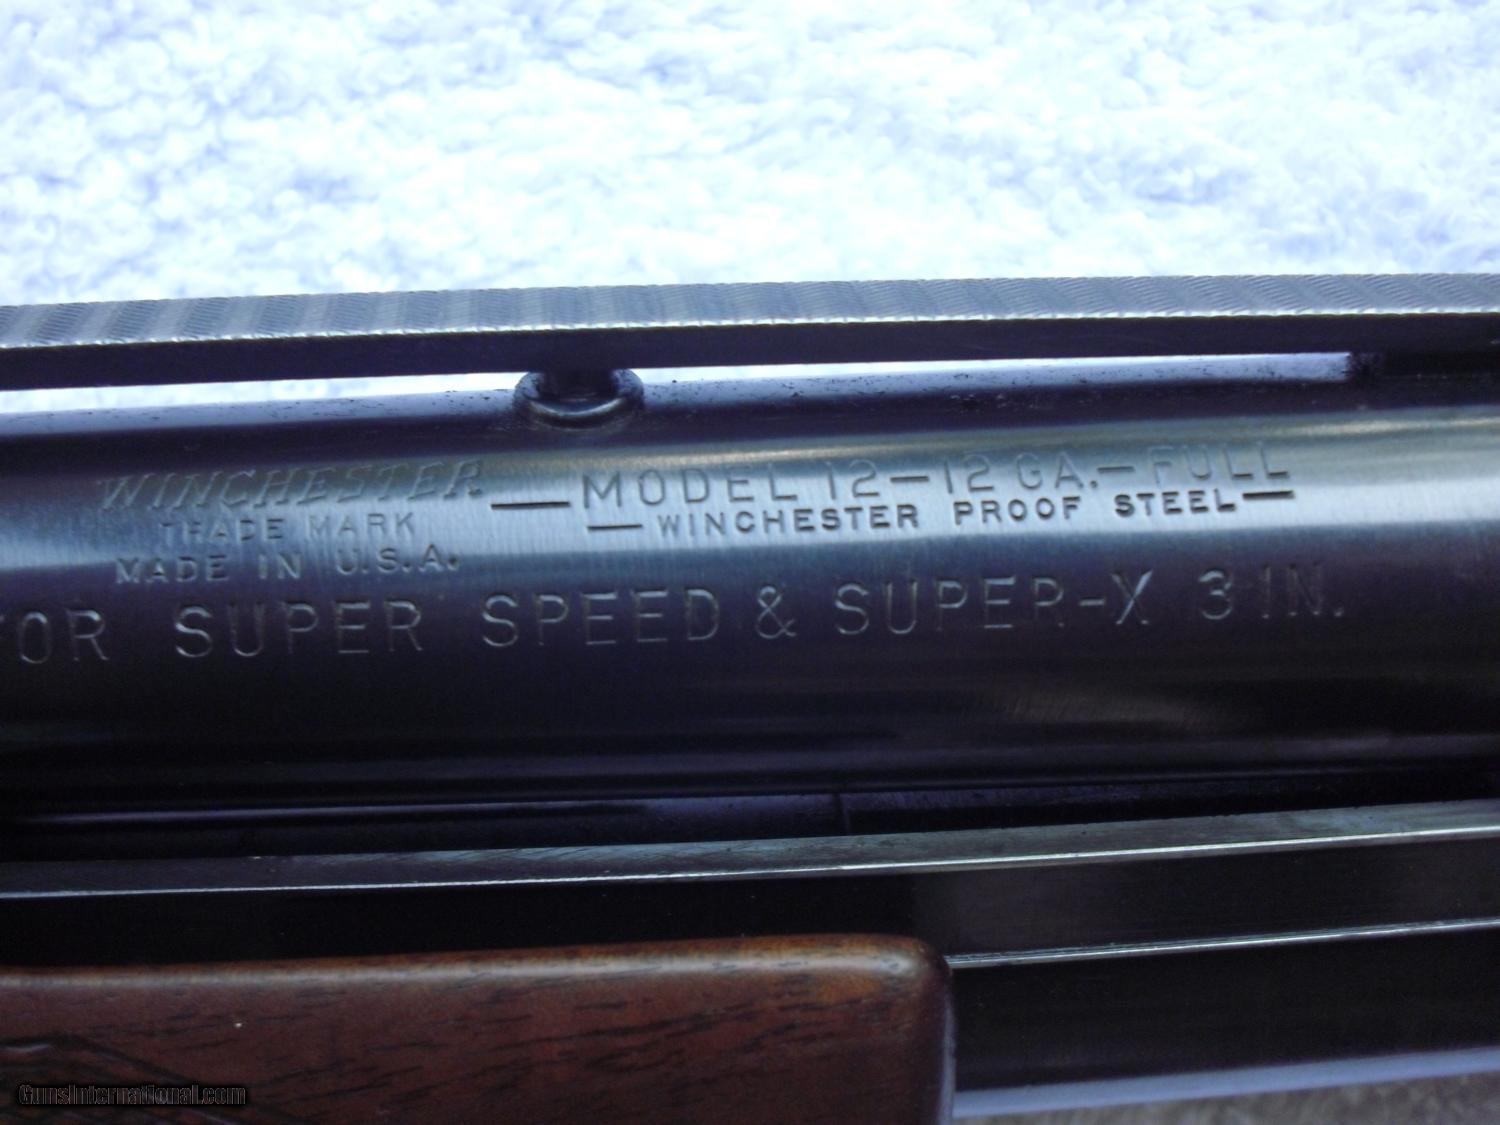 WINCHESTER
TRADE MARK
MADE IN U.S.A.
—MODEL 12—12 GA.—FULL
—WINCHESTER PROOF STEEL—
FOR SUPER SPEED & SUPER-X 3 IN.
GunsInternational.com